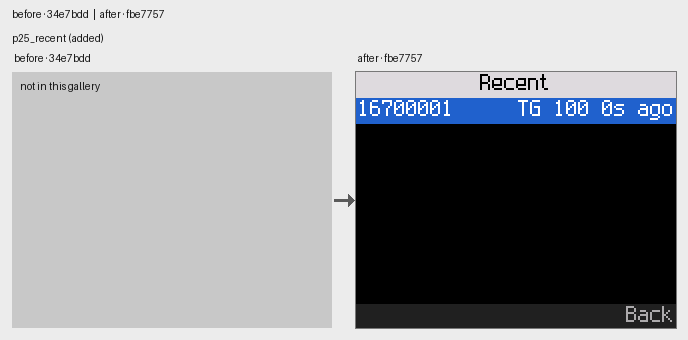 before·34e7bdd | after·fbe7757
p25_recent (added)
before·34e7bdd
not in this gallery
after·fbe7757
Recent
16700001 TG 100 0s ago
Back